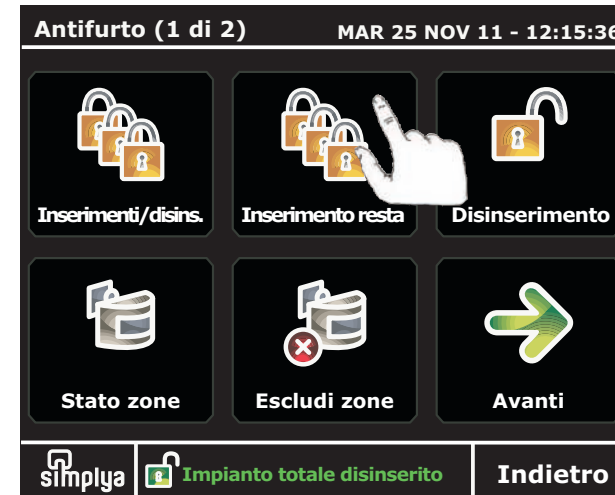 Antifurto (1 di 2) MAR 25 NOV 11 - 12:15:36
Inserimenti/disins. Inserimento resta Disinserimento
Stato zone Escludi zone Avanti
simplya Impianto totale disinserito Indietro